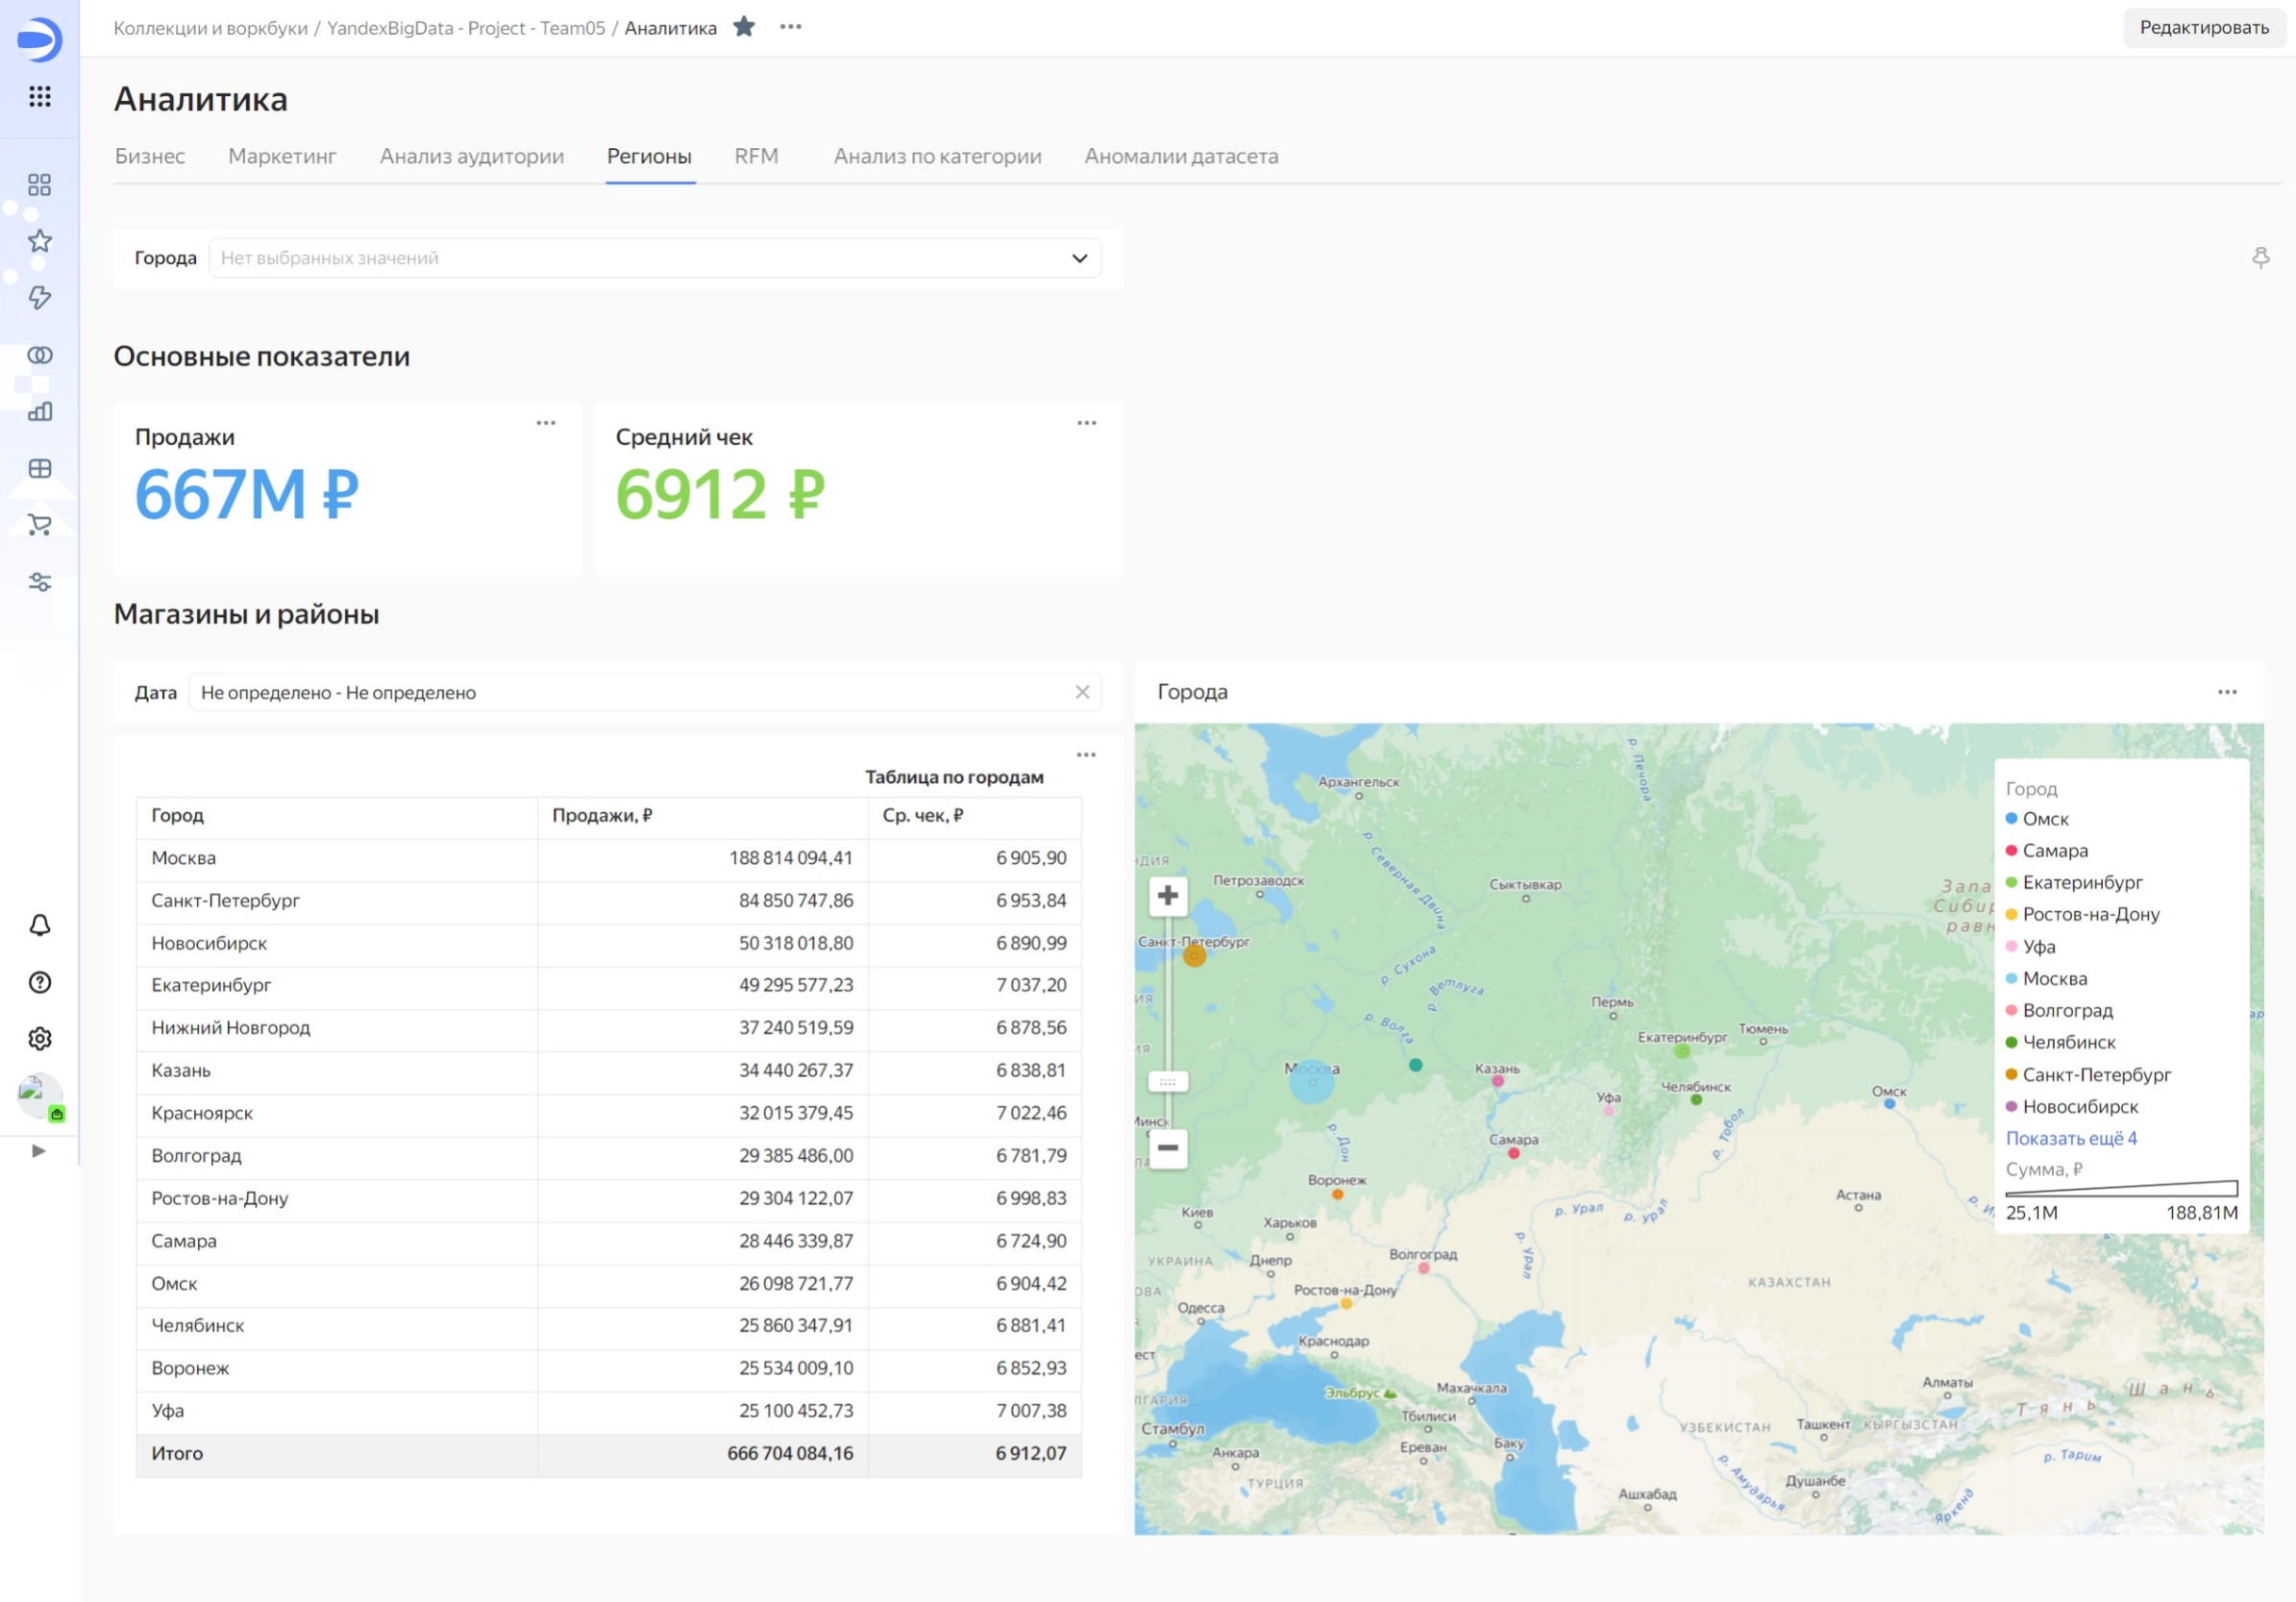 Коллекции и воркбуки / YandexBigData - Project - Team05 / Аналитика
Редактировать
Аналитика
Бизнес Маркетинг Анализ аудитории Регионы RFM Анализ по категории Аномалии датасета
Города Нет выбранных значений
Основные показатели
Продажи
667M ₽
Средний чек
6912 ₽
Магазины и районы
Дата Не определено - Не определено
Таблица по городам
Город Продажи, ₽ Ср. чек, ₽
Москва 188 814 094,41 6 905,90
Санкт-Петербург 84 850 747,86 6 953,84
Новосибирск 50 318 018,80 6 890,99
Екатеринбург 49 295 577,23 7 037,20
Нижний Новгород 37 240 519,59 6 878,56
Казань 34 440 267,37 6 838,81
Красноярск 32 015 379,45 7 022,46
Волгоград 29 385 486,00 6 781,79
Ростов-на-Дону 29 304 122,07 6 998,83
Самара 28 446 339,87 6 724,90
Омск 26 098 721,77 6 904,42
Челябинск 25 860 347,91 6 881,41
Воронеж 25 534 009,10 6 852,93
Уфа 25 100 452,73 7 007,38
Итого 666 704 084,16 6 912,07
Города
р. Печора
Архангельск
р. Северная Двина
Петрозаводск
Сыктывкар
Санкт-Петербург
р. Сухона
р. Ветлуга
р. Волга
Пермь
Екатеринбург
Тюмень
Москва
Казань
Челябинск
Уфа
Омск
р. Тобол
р. Дон
Самара
Воронеж
Астана
Киев
Харьков
р. Урал
р. Урал
р. Урал
УКРАИНА
Днепр
Волгоград
КАЗАХСТАН
Ростов-на-Дону
Одесса
Краснодар
Эльбрус
Махачкала
Алматы
Тянь Шань
Стамбул
Тбилиси
УЗБЕКИСТАН
Ташкент
КЫРГЫЗСТАН
Анкара
Ереван
Баку
р. Тарим
ТУРЦИЯ
р. Амударья
Душанбе
Ашхабад
Яркенд
Город
Омск
Самара
Екатеринбург
Ростов-на-Дону
Уфа
Москва
Волгоград
Челябинск
Санкт-Петербург
Новосибирск
Показать ещё 4
Сумма, ₽
25,1M 188,81M